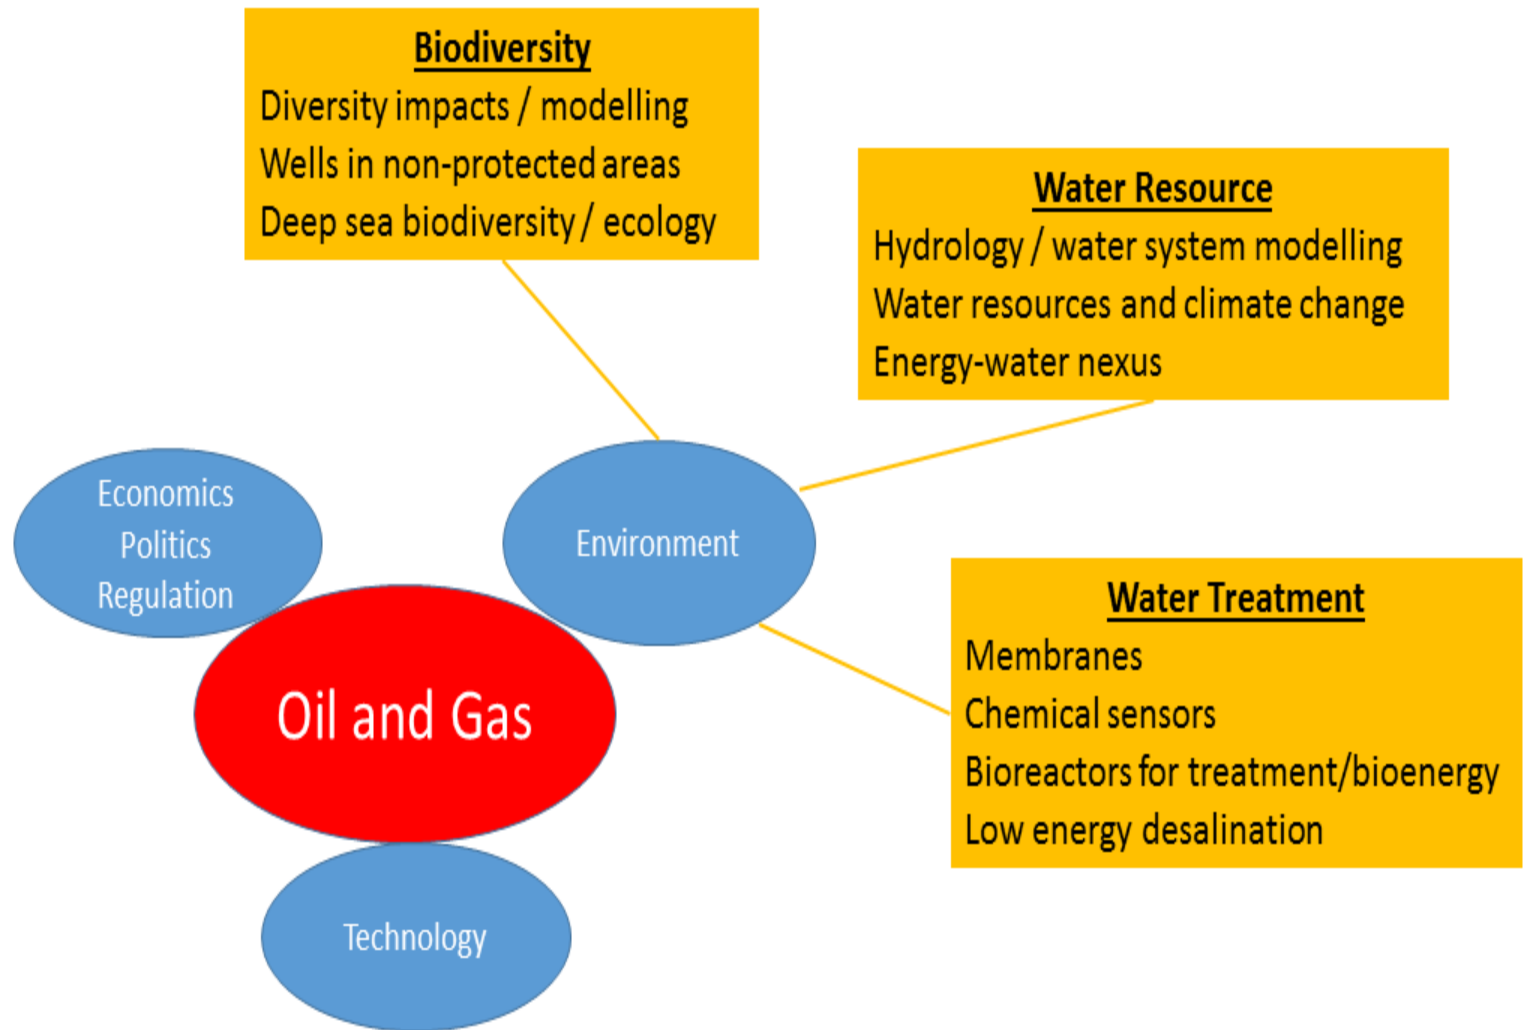 Biodiversity
Diversity impacts / modelling
Wells in non-protected areas
Deep sea biodiversity / ecology
Water Resource
Hydrology / water system modelling
Water resources and climate change
Energy-water nexus
Economics
Politics
Regulation
Environment
Oil and Gas
Water Treatment
Membranes
Chemical sensors
Bioreactors for treatment/bioenergy
Low energy desalination
Technology